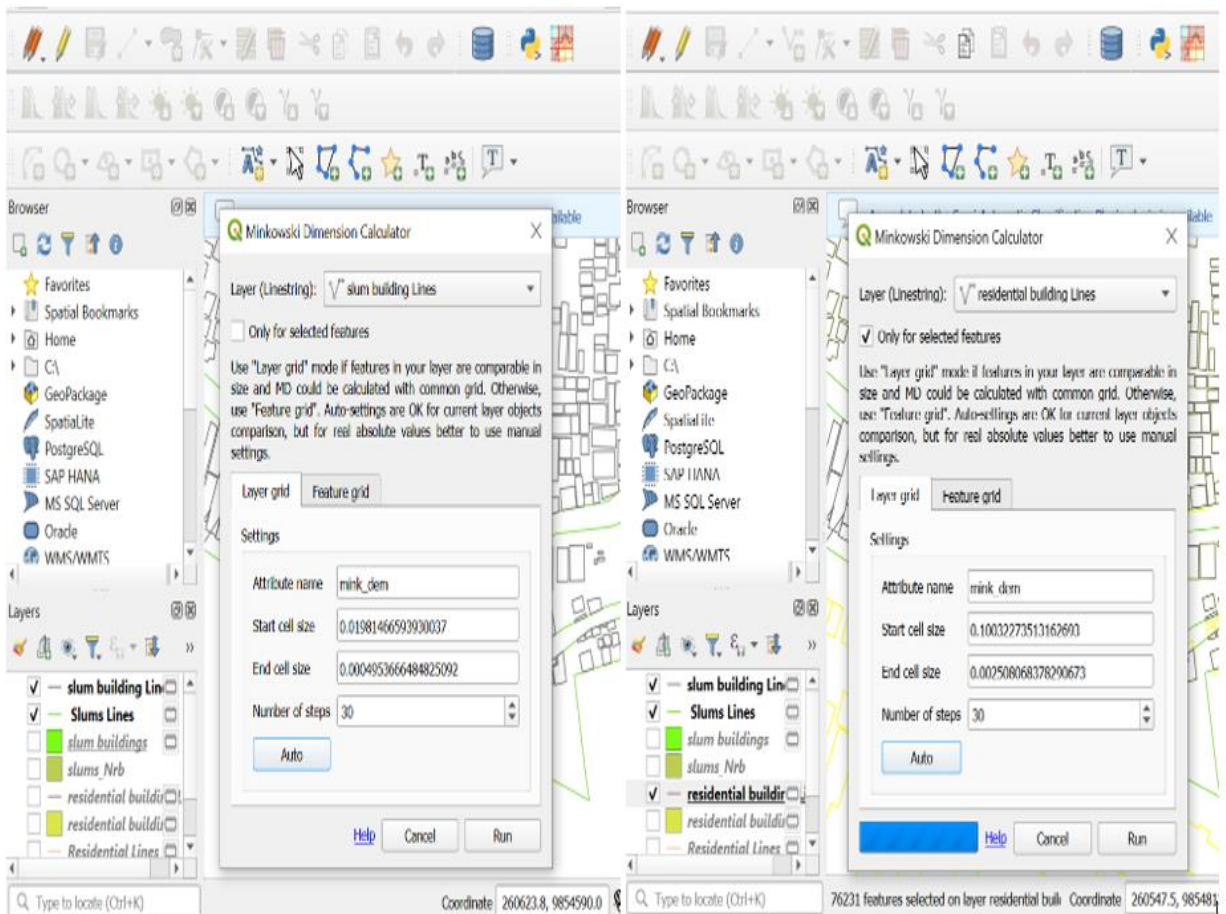 Browser
Favorites
Spatial Bookmarks
Home
C:\
GeoPackage
SpatiaLite
PostgreSQL
SAP HANA
MS SQL Server
Oracle
WMS/WMTS
Layers
slum building Lin
Slums Lines
slum buildings
slums_Nrb
residential buildin
residential buildin
Residential Lines
Type to locate (Ctrl+K)
ailable
Minkowski Dimension Calculator
Layer (Linestring): slum building Lines
Only for selected features
Use "Layer grid" mode if features in your layer are comparable in
size and MD could be calculated with common grid. Otherwise,
use "Feature grid". Auto-settings are OK for current layer objects
comparison, but for real absolute values better to use manual
settings.
Layer grid Feature grid
Settings
Attribute name mink_dem
Start cell size 0.01981466593930037
End cell size 0.0004953666484825092
Number of steps 30
Auto
Help Cancel Run
Coordinate 260623.8, 9854590.0
Browser
Favorites
Spatial Bookmarks
Home
C:\
GeoPackage
SpatiaLite
PostgreSQL
SAP HANA
MS SQL Server
Oracle
WMS/WMTS
Layers
slum building Lin
Slums Lines
slum buildings
slums_Nrb
residential buildin
residential buildin
Residential Lines
Type to locate (Ctrl+K)
lable
Minkowski Dimension Calculator
Layer (Linestring): residential building Lines
Only for selected features
Use "Layer grid" mode if features in your layer are comparable in
size and MD could be calculated with common grid. Otherwise,
use "Feature grid". Auto-settings are OK for current layer objects
comparison, but for real absolute values better to use manual
settings.
Layer grid Feature grid
Settings
Attribute name mink_dem
Start cell size 0.10032273513162693
End cell size 0.002508068378290673
Number of steps 30
Auto
Help Cancel Run
76231 features selected on layer residential buil Coordinate 260547.5, 985481